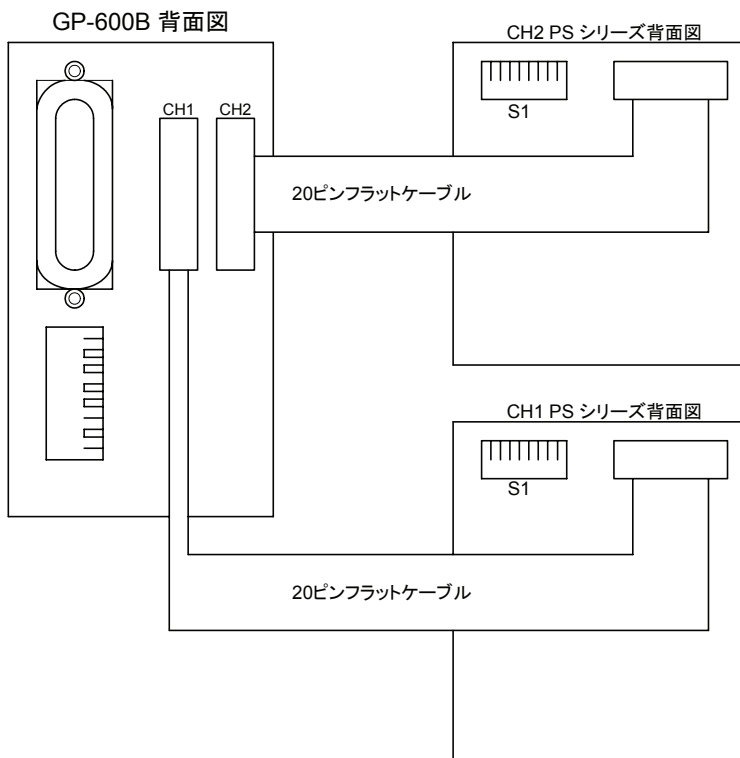 GP-600B 背面図
CH1
CH2
20ピンフラットケーブル
CH2 PS シリーズ背面図
S1
CH1 PS シリーズ背面図
S1
20ピンフラットケーブル